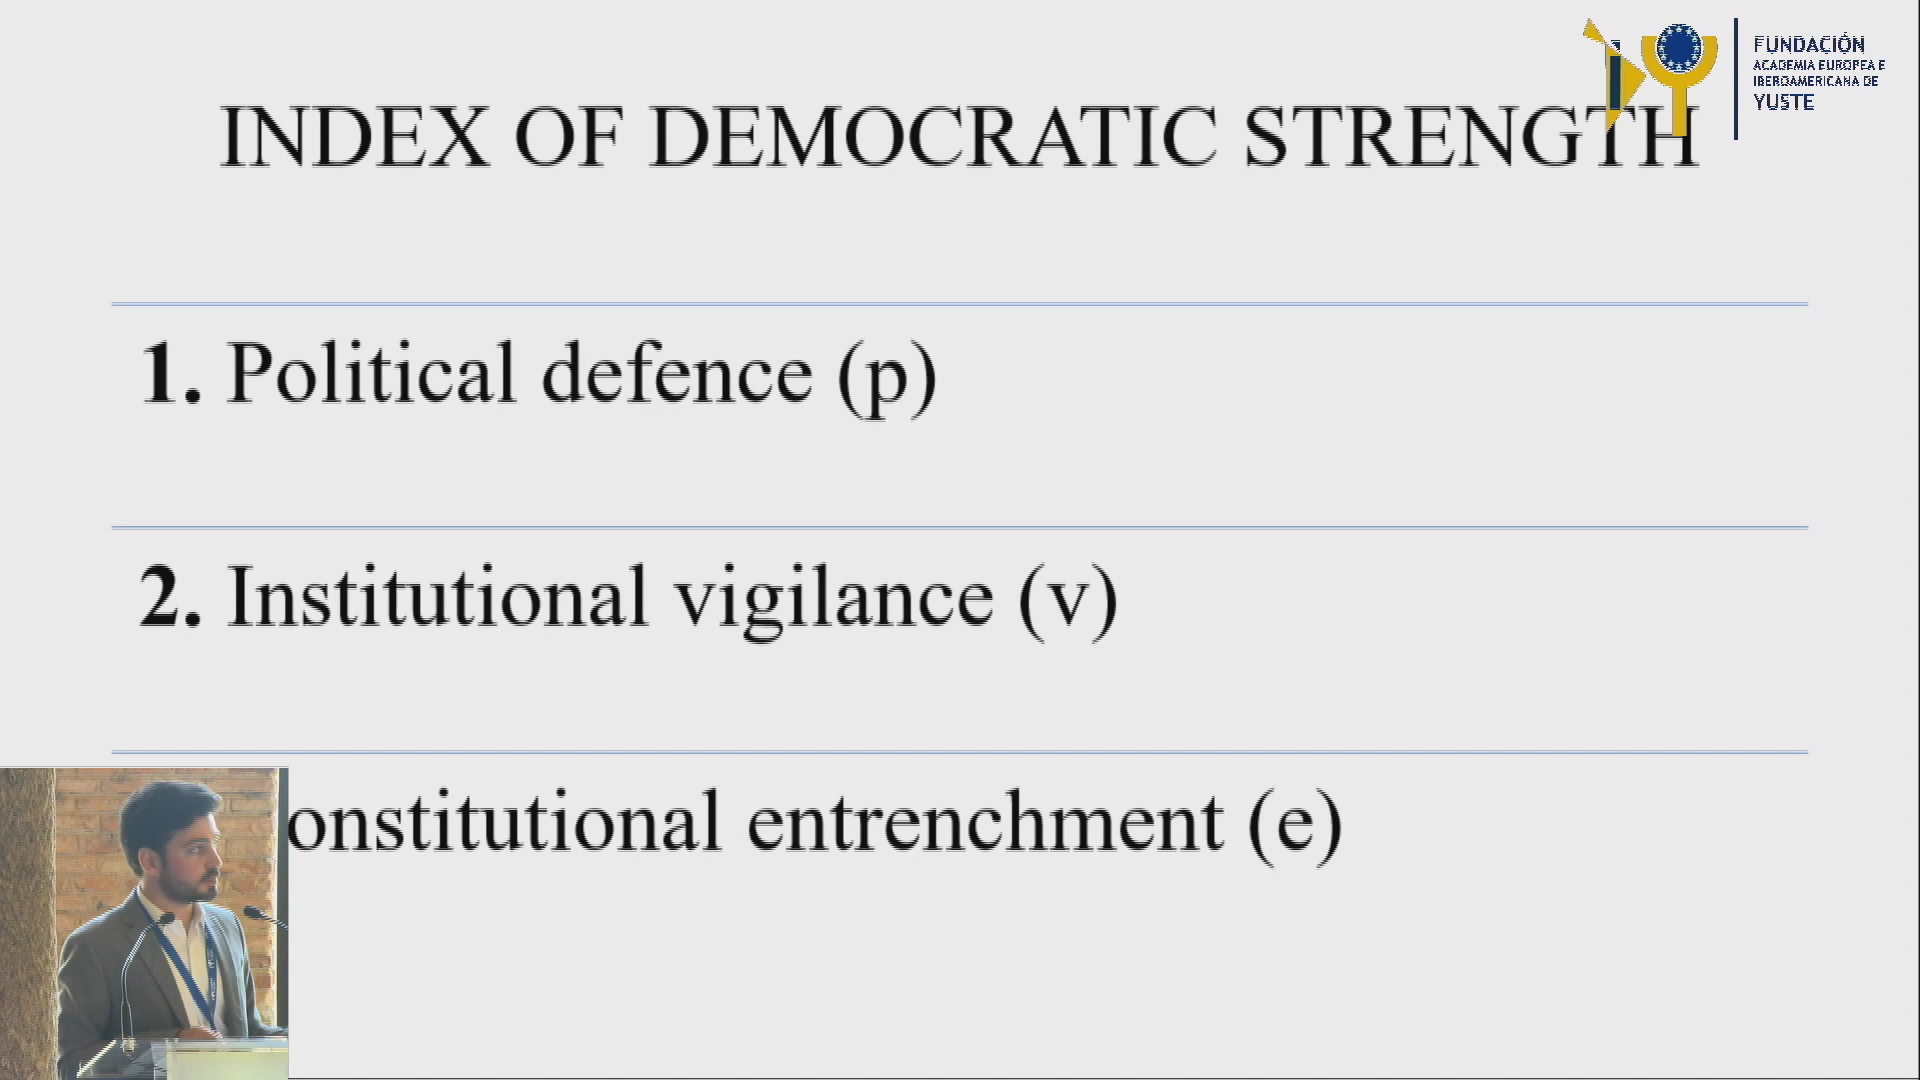 FUNDACIÓN
ACADEMIA EUROPEA E
IBEROAMERICANA DE
YUSTE
INDEX OF DEMOCRATIC STRENGTH
1. Political defence (p)
2. Institutional vigilance (v)
onstitutional entrenchment (e)